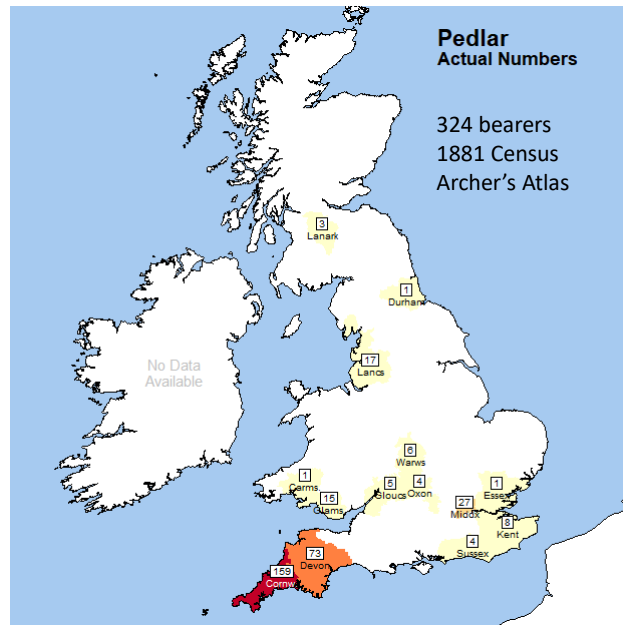 Pedlar
Actual Numbers
324 bearers
1881 Census
Archer's Atlas
3
Lanark
1
Durham
17
Lancs
No Data
Available
6
Warws
1
Carms
5
Gloucs
4
Oxon
1
Essex
15
Glams
27
Middx
8
Kent
4
Sussex
73
Devon
159
Cornw